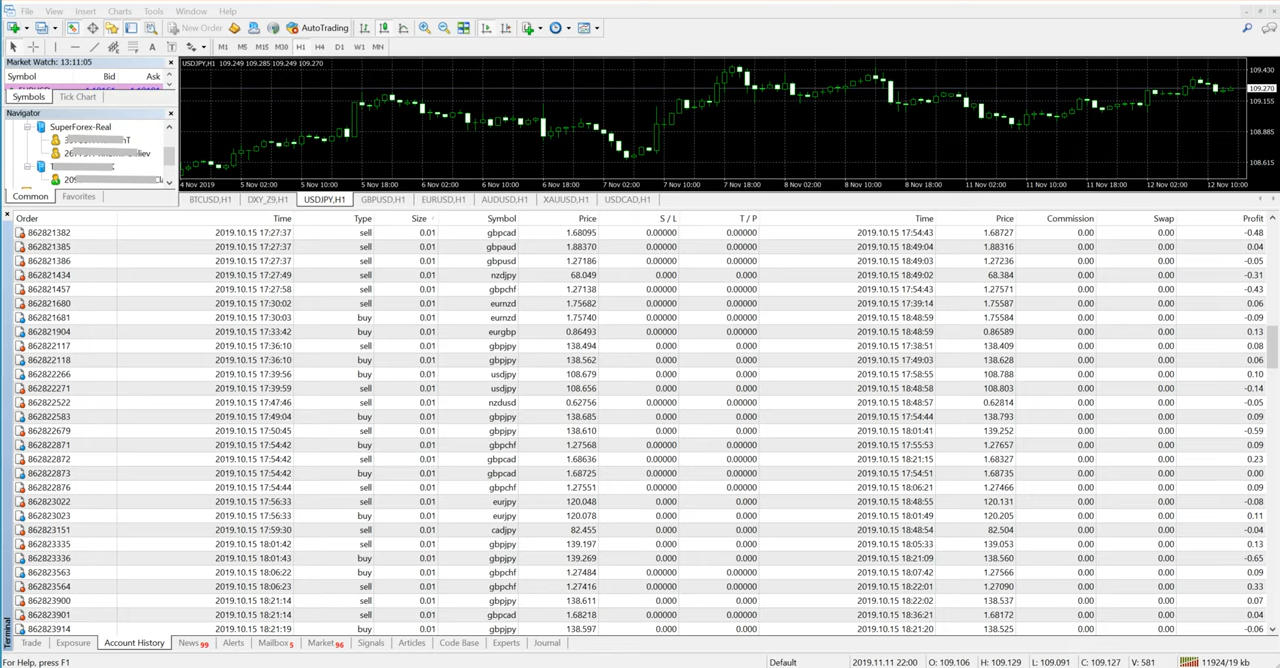 File View Insert Charts Tools Window Help
New Order AutoTrading
A T M1 M5 M15 M30 H1 H4 D1 W1 MN
Market Watch: 13:11:05
Symbol Bid Ask
Symbols Tick Chart
Navigator
SuperForex-Real
Common Favorites
USDJPY,H1 109.249 109.285 109.249 109.270
109.430
109.270
109.155
108.885
108.615
4 Nov 2019 5 Nov 02:00 5 Nov 10:00 5 Nov 18:00 6 Nov 02:00 6 Nov 10:00 6 Nov 18:00 7 Nov 02:00 7 Nov 10:00 7 Nov 18:00 8 Nov 02:00 8 Nov 10:00 8 Nov 18:00 11 Nov 02:00 11 Nov 10:00 11 Nov 18:00 12 Nov 02:00 12 Nov 10:00
BTCUSD,H1 DXY_Z9,H1 USDJPY,H1 GBPUSD,H1 EURUSD,H1 AUDUSD,H1 XAUUSD,H1 USDCAD,H1
Order Time Type Size Symbol Price S / L T / P Time Price Commission Swap Profit
862821382 2019.10.15 17:27:37 sell 0.01 gbpcad 1.68095 0.00000 0.00000 2019.10.15 17:54:43 1.68727 0.00 0.00 -0.48
862821385 2019.10.15 17:27:37 sell 0.01 gbpaud 1.88370 0.00000 0.00000 2019.10.15 18:49:04 1.88316 0.00 0.00 0.04
862821386 2019.10.15 17:27:37 sell 0.01 gbpusd 1.27186 0.00000 0.00000 2019.10.15 18:49:03 1.27236 0.00 0.00 -0.05
862821434 2019.10.15 17:27:49 sell 0.01 nzdjpy 68.049 0.000 0.000 2019.10.15 18:49:02 68.384 0.00 0.00 -0.31
862821457 2019.10.15 17:27:58 sell 0.01 gbpchf 1.27138 0.00000 0.00000 2019.10.15 17:54:43 1.27571 0.00 0.00 -0.43
862821680 2019.10.15 17:30:02 sell 0.01 eurnzd 1.75682 0.00000 0.00000 2019.10.15 17:39:14 1.75587 0.00 0.00 0.06
862821681 2019.10.15 17:30:03 buy 0.01 eurnzd 1.75740 0.00000 0.00000 2019.10.15 18:48:59 1.75584 0.00 0.00 -0.09
862821904 2019.10.15 17:33:42 buy 0.01 eurgbp 0.86493 0.00000 0.00000 2019.10.15 18:48:59 0.86589 0.00 0.00 0.13
862822117 2019.10.15 17:36:10 sell 0.01 gbpjpy 138.494 0.000 0.000 2019.10.15 17:38:51 138.409 0.00 0.00 0.08
862822118 2019.10.15 17:36:10 buy 0.01 gbpjpy 138.562 0.000 0.000 2019.10.15 17:49:03 138.628 0.00 0.00 0.06
862822266 2019.10.15 17:39:56 buy 0.01 usdjpy 108.679 0.000 0.000 2019.10.15 17:58:55 108.788 0.00 0.00 0.10
862822271 2019.10.15 17:39:59 sell 0.01 usdjpy 108.656 0.000 0.000 2019.10.15 18:48:58 108.803 0.00 0.00 -0.14
862822522 2019.10.15 17:47:46 sell 0.01 nzdusd 0.62756 0.00000 0.00000 2019.10.15 18:48:57 0.62814 0.00 0.00 -0.05
862822583 2019.10.15 17:49:04 buy 0.01 gbpjpy 138.685 0.000 0.000 2019.10.15 17:54:44 138.793 0.00 0.00 0.09
862822679 2019.10.15 17:50:45 sell 0.01 gbpjpy 138.610 0.000 0.000 2019.10.15 18:01:41 139.252 0.00 0.00 -0.59
862822871 2019.10.15 17:54:42 buy 0.01 gbpchf 1.27568 0.00000 0.00000 2019.10.15 17:55:53 1.27657 0.00 0.00 0.09
862822872 2019.10.15 17:54:42 sell 0.01 gbpcad 1.68636 0.00000 0.00000 2019.10.15 18:21:15 1.68327 0.00 0.00 0.23
862822873 2019.10.15 17:54:42 buy 0.01 gbpcad 1.68725 0.00000 0.00000 2019.10.15 17:54:51 1.68735 0.00 0.00 0.00
862822876 2019.10.15 17:54:44 sell 0.01 gbpchf 1.27551 0.00000 0.00000 2019.10.15 18:06:21 1.27466 0.00 0.00 0.09
862823022 2019.10.15 17:56:33 sell 0.01 eurjpy 120.048 0.000 0.000 2019.10.15 18:48:55 120.131 0.00 0.00 -0.08
862823023 2019.10.15 17:56:33 buy 0.01 eurjpy 120.078 0.000 0.000 2019.10.15 18:01:49 120.205 0.00 0.00 0.11
862823151 2019.10.15 17:59:30 sell 0.01 cadjpy 82.455 0.000 0.000 2019.10.15 18:48:54 82.504 0.00 0.00 -0.04
862823335 2019.10.15 18:01:42 sell 0.01 gbpjpy 139.197 0.000 0.000 2019.10.15 18:05:33 139.053 0.00 0.00 0.13
862823336 2019.10.15 18:01:43 buy 0.01 gbpjpy 139.269 0.000 0.000 2019.10.15 18:21:09 138.560 0.00 0.00 -0.65
862823563 2019.10.15 18:06:22 buy 0.01 gbpchf 1.27484 0.00000 0.00000 2019.10.15 18:07:42 1.27566 0.00 0.00 0.09
862823564 2019.10.15 18:06:23 sell 0.01 gbpchf 1.27416 0.00000 0.00000 2019.10.15 18:22:01 1.27090 0.00 0.00 0.33
862823900 2019.10.15 18:21:14 sell 0.01 gbpjpy 138.611 0.000 0.000 2019.10.15 18:22:02 138.537 0.00 0.00 0.07
862823901 2019.10.15 18:21:14 sell 0.01 gbpcad 1.68218 0.00000 0.00000 2019.10.15 18:36:21 1.68172 0.00 0.00 0.04
862823914 2019.10.15 18:21:19 buy 0.01 gbpjpy 138.597 0.000 0.000 2019.10.15 18:21:20 138.525 0.00 0.00 -0.06
Terminal
Trade Exposure Account History News 99 Alerts Mailbox 5 Market 96 Signals Articles Code Base Experts Journal
For Help, press F1 Default 2019.11.11 22:00 O: 109.106 H: 109.129 L: 109.091 C: 109.127 V: 581 11924/19 kb